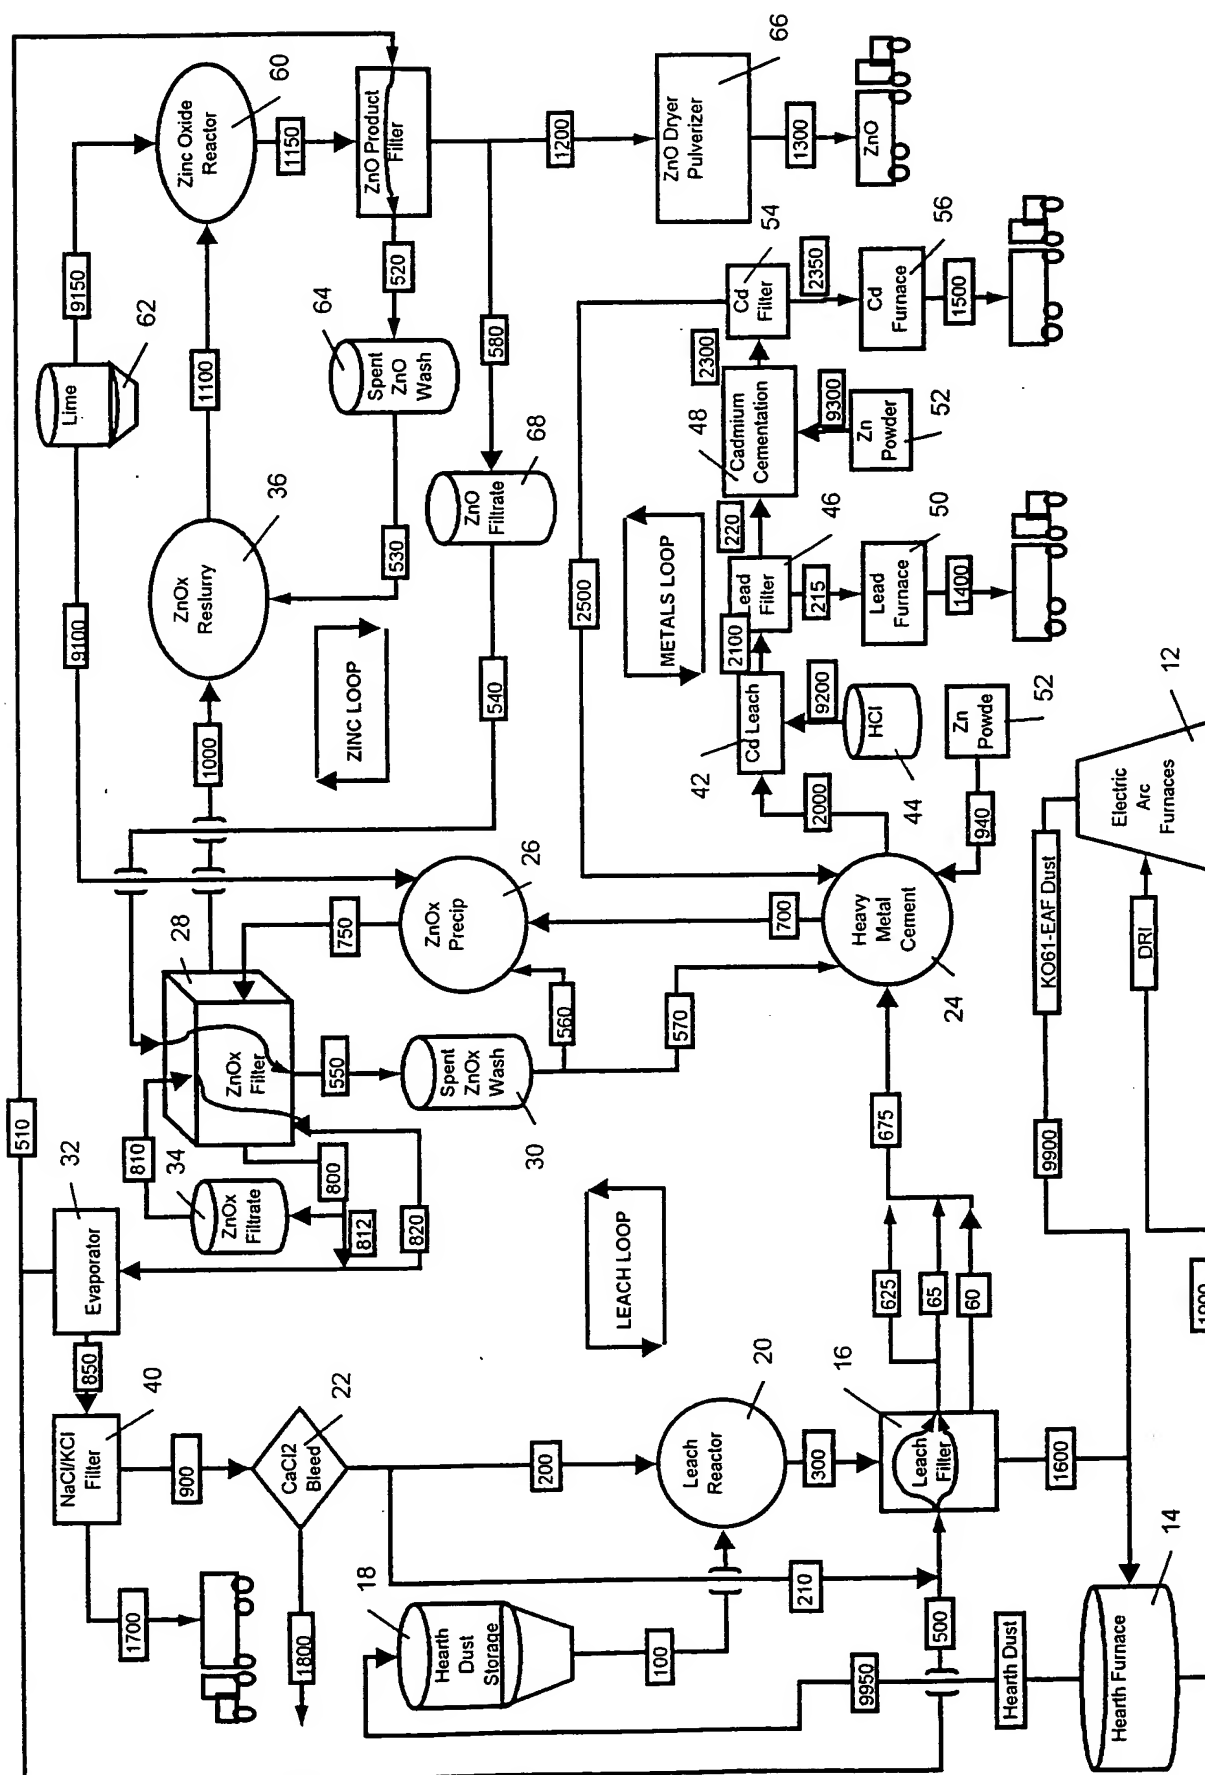 510
1700
NaCl/KCl
Filter
40
850
Evaporator
32
810
ZnOx
Filtrate
34
800
812
820
ZnOx
Filter
28
1000
9100
ZnOx
Reslurry
36
Lime
62
9150
1100
Zinc Oxide
Reactor
60
1150
900
1800
CaCl2
Bleed
22
550
750
ZINC LOOP
530
Spent
ZnO
Wash
64
520
ZnO Product
Filter
Hearth
Dust
Storage
18
Spent
ZnOx
Wash
30
ZnOx
Precip
26
540
ZnO
Filtrate
68
580
1200
200
560
570
LEACH LOOP
2500
METALS LOOP
ZnO Dryer
Pulverizer
66
100
Leach
Reactor
20
700
2000
Cd Leach
42
2100
Lead
Filter
46
220
Cadmium
Cementation
48
2300
Cd
Filter
54
210
300
675
Heavy
Metal
Cement
24
9200
215
9300
2350
1300
9950
500
Leach
Filter
16
625
65
60
HCl
44
Lead
Furnace
50
Zn
Powder
52
Cd
Furnace
56
ZnO
940
Zn
Powde
52
1400
1500
Hearth Dust
1600
9900
KO61-EAF Dust
Hearth Furnace
14
DRI
Electric
Arc
Furnaces
12